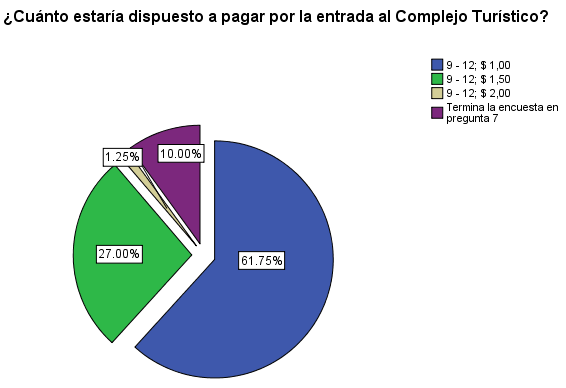 ¿Cuánto estaría dispuesto a pagar por la entrada al Complejo Turístico?
9 - 12; $ 1,00
9 - 12; $ 1,50
9 - 12; $ 2,00
Termina la encuesta en
pregunta 7
1.25%
10.00%
27.00%
61.75%